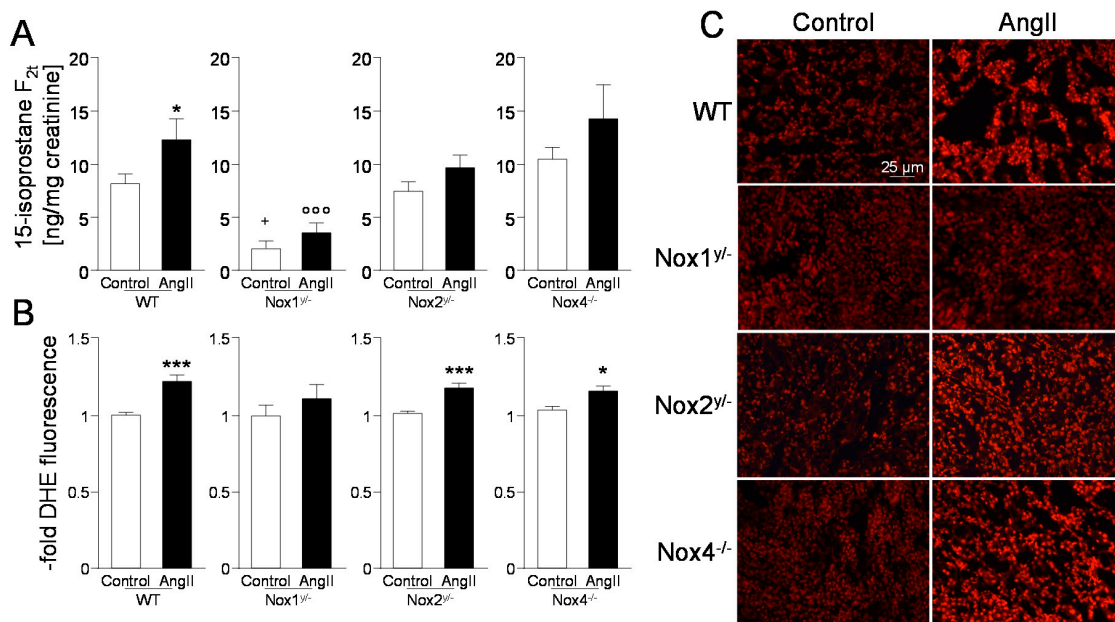 A
15-isoprostane F2t
[ng/mg creatinine]
20
15
10
5
0
*
Control AngII
WT
20
15
10
5
0
+
°°°
Control AngII
Nox1y/-
20
15
10
5
0
Control AngII
Nox2y/-
20
15
10
5
0
Control AngII
Nox4-/-
B
-fold DHE fluorescence
1.5
1
0.5
0
***
Control AngII
WT
1.5
1
0.5
0
Control AngII
Nox1y/-
1.5
1
0.5
0
***
Control AngII
Nox2y/-
1.5
1
0.5
0
*
Control AngII
Nox4-/-
C
Control AngII
WT
25 µm
Nox1y/-
Nox2y/-
Nox4-/-